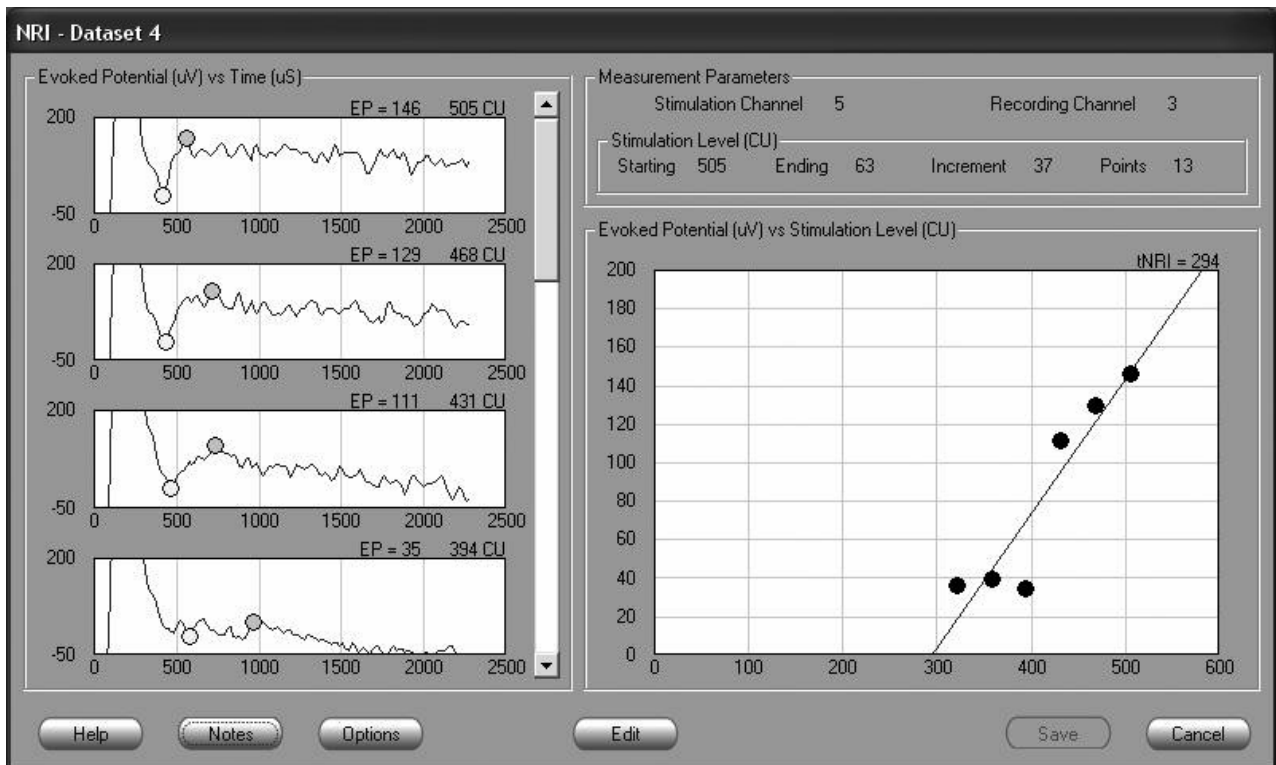 NRI - Dataset 4
Evoked Potential (uV) vs Time (uS)
EP = 146 505 CU
200
-50
0 500 1000 1500 2000 2500
EP = 129 468 CU
200
-50
0 500 1000 1500 2000 2500
EP = 111 431 CU
200
-50
0 500 1000 1500 2000 2500
EP = 35 394 CU
200
-50
0 500 1000 1500 2000 2500
Measurement Parameters
Stimulation Channel 5 Recording Channel 3
Stimulation Level (CU)
Starting 505 Ending 63 Increment 37 Points 13
Evoked Potential (uV) vs Stimulation Level (CU)
tNRI = 294
200
180
160
140
120
100
80
60
40
20
0
0 100 200 300 400 500 600
Help Notes Options Edit Save Cancel